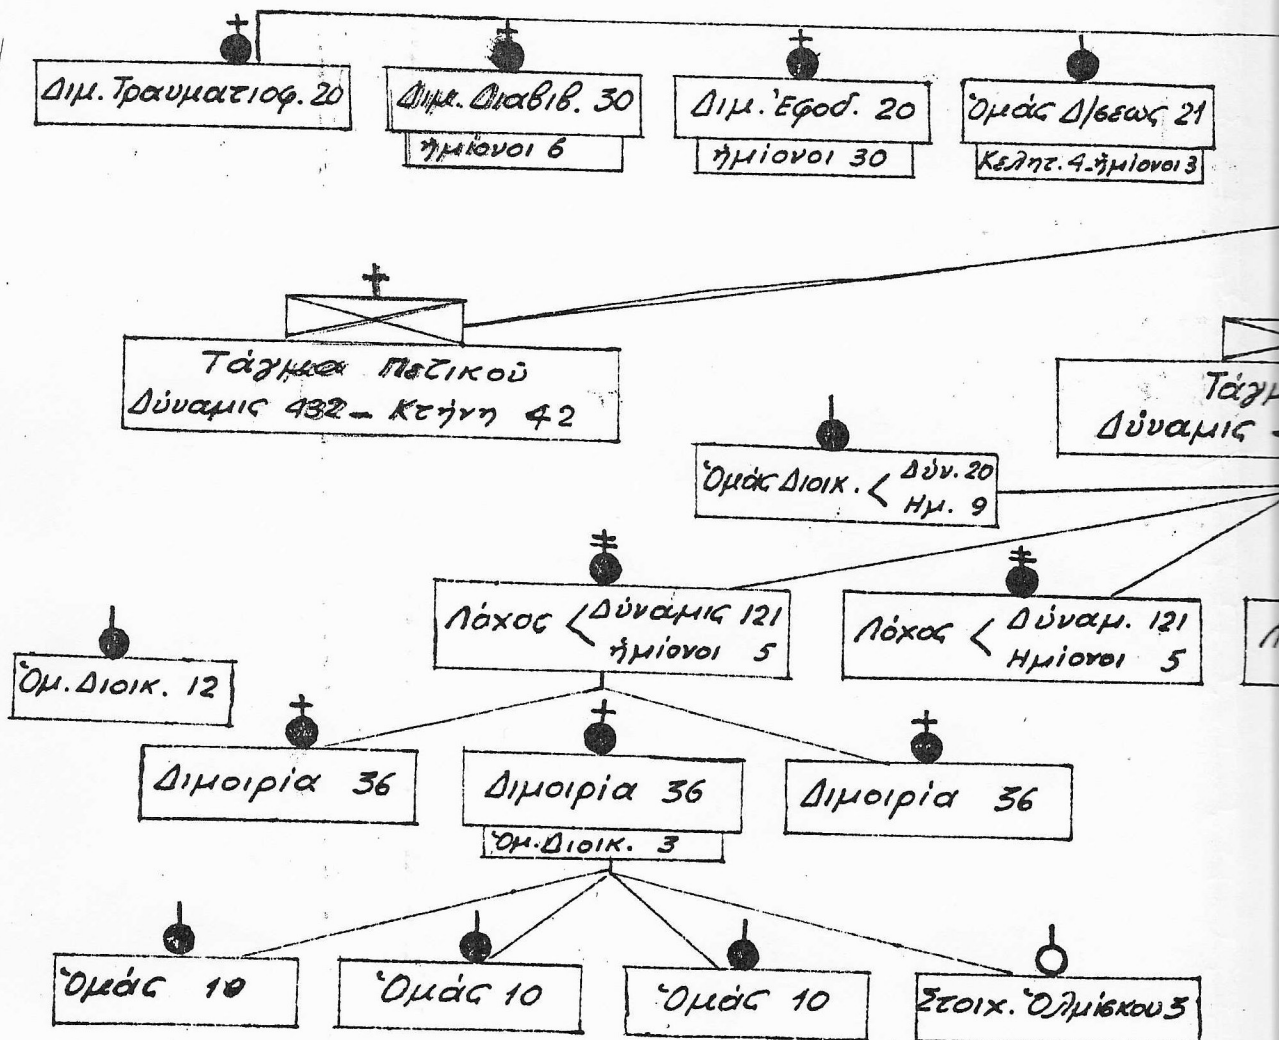 Διμ. Τραυματιοφ. 20
Διμ. Διαβιβ. 30
ἡμίονοι 6
Διμ. Ἐφοδ. 20
ἡμίονοι 30
Ὁμάς Δ/σεως 21
Κελητ. 4-ἡμίονοι 3
Τάγμα Πεζικοῦ
Δύναμις 432 - Κτήνη 42
Τάγμ
Δύναμις
Ὁμάς Διοικ. < Δύν. 20
Ημ. 9
Λόχος < Δύναμις 121
ἡμίονοι 5
Λόχος < Δύναμ. 121
Ημίονοι 5
Ὁμ. Διοικ. 12
Διμοιρία 36
Διμοιρία 36
Ὁμ. Διοικ. 3
Διμοιρία 36
Ὁμάς 10
Ὁμάς 10
Ὁμάς 10
Στοιχ. Ὁλμίσκου 3